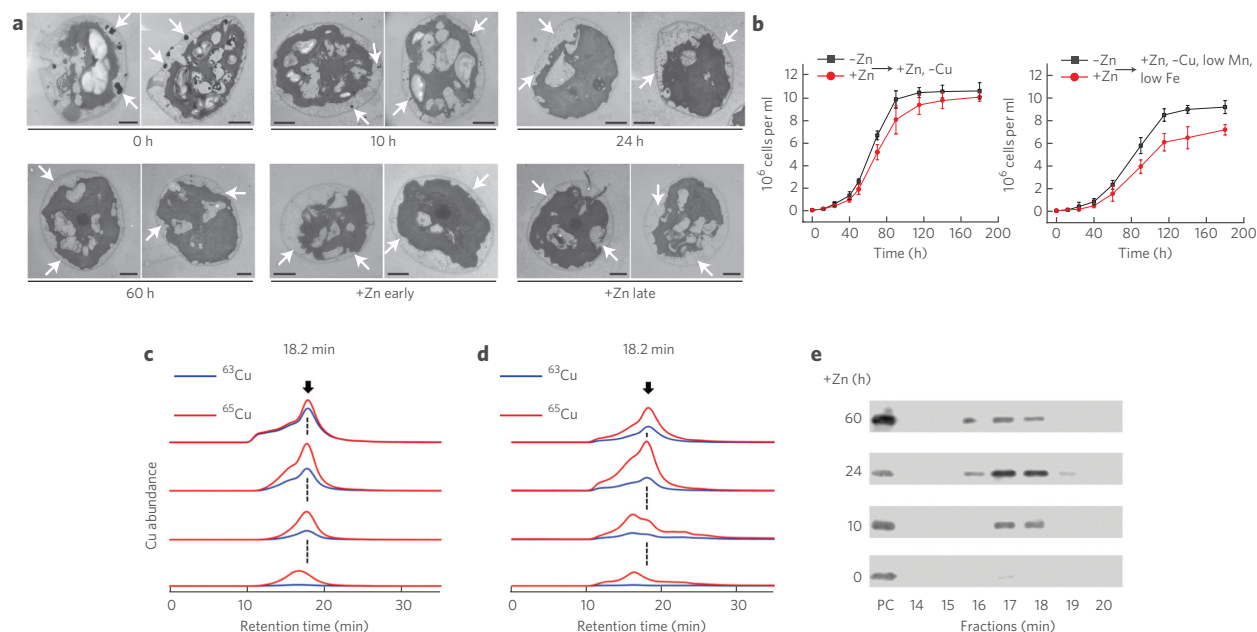 a
0 h
10 h
24 h
60 h
+Zn early
+Zn late
b
–Zn
+Zn
+Zn, –Cu
10⁶ cells per ml
12
10
8
6
4
2
0
0 40 80 120 160 200
Time (h)
–Zn
+Zn
+Zn, –Cu, low Mn,
low Fe
10⁶ cells per ml
12
10
8
6
4
2
0
0 40 80 120 160 200
Time (h)
c
18.2 min
⁶³Cu
⁶⁵Cu
Cu abundance
0 10 20 30
Retention time (min)
d
18.2 min
⁶³Cu
⁶⁵Cu
0 10 20 30
Retention time (min)
e
+Zn (h)
60
24
10
0
PC 14 15 16 17 18 19 20
Fractions (min)